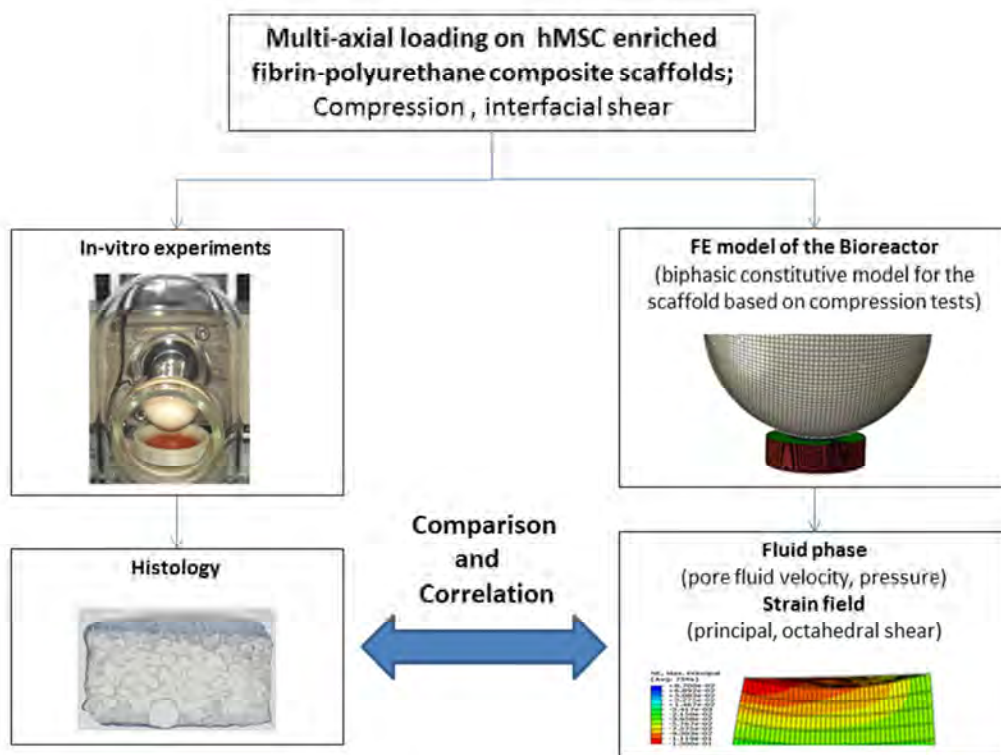 Multi-axial loading on hMSC enriched
fibrin-polyurethane composite scaffolds;
Compression , interfacial shear
In-vitro experiments
FE model of the Bioreactor
(biphasic constitutive model for the
scaffold based on compression tests)
Comparison
and
Correlation
Histology
Fluid phase
(pore fluid velocity, pressure)
Strain field
(principal, octahedral shear)